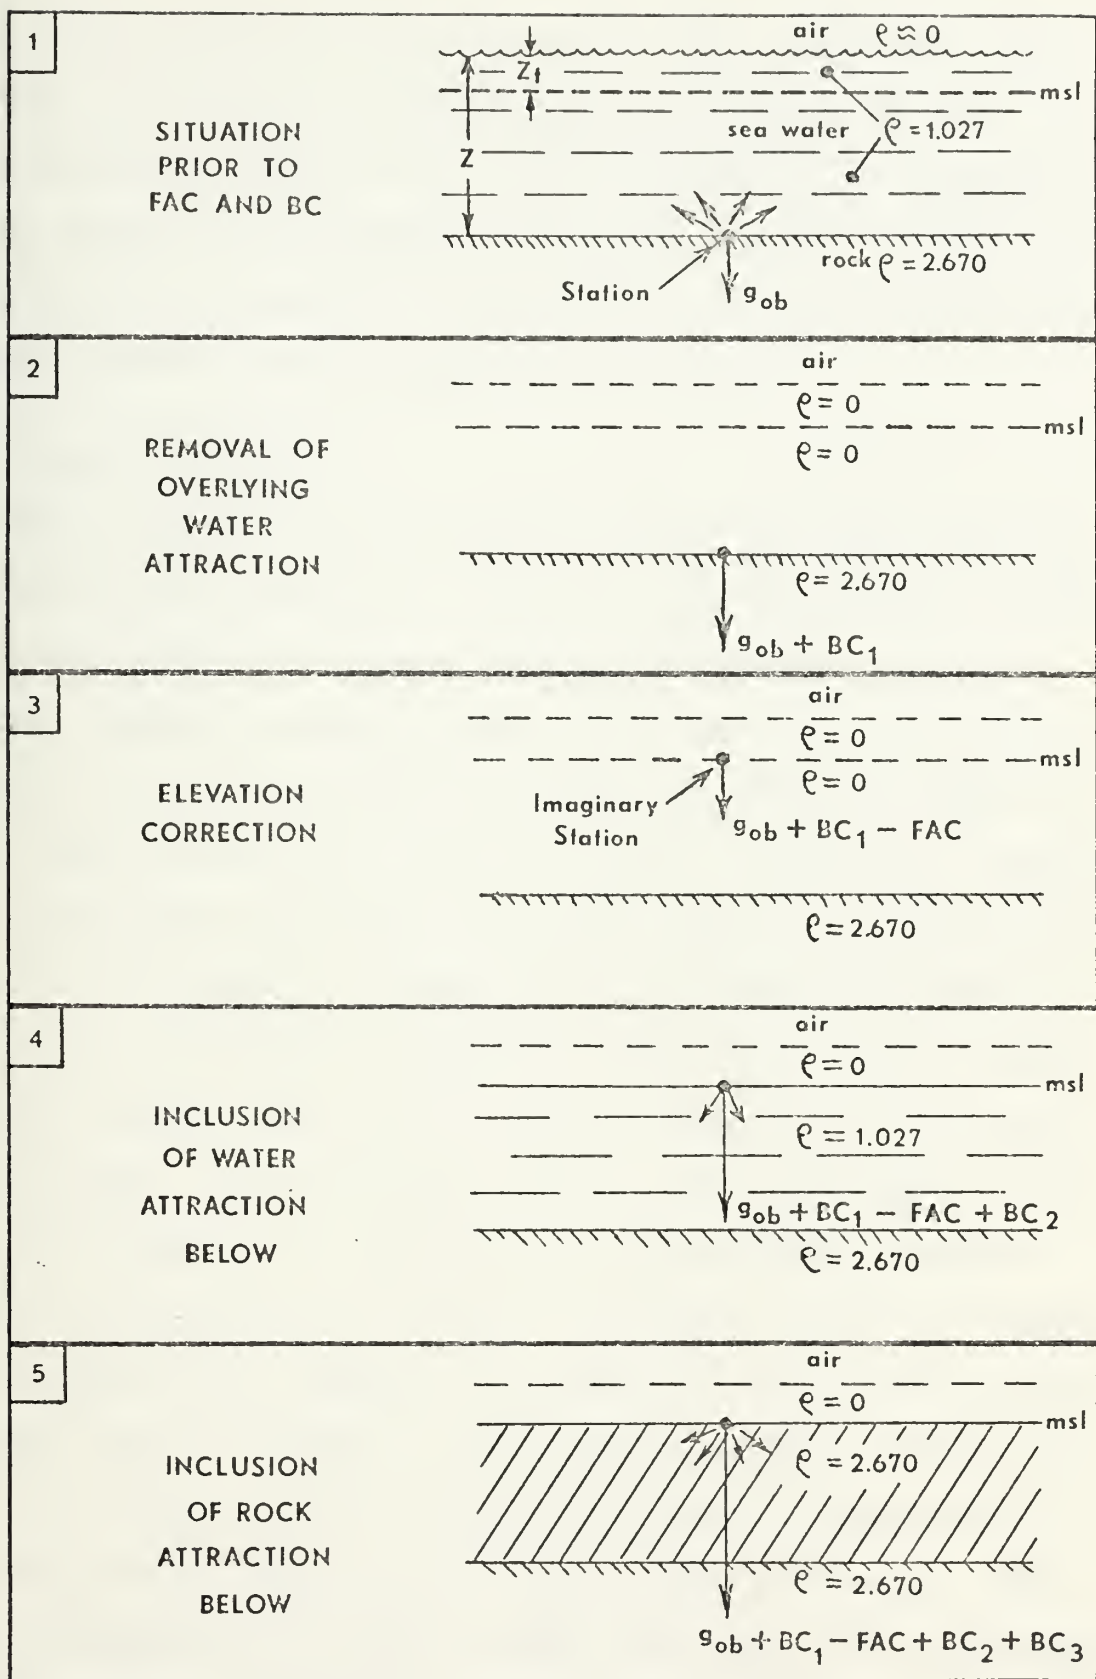 1
air ρ ≈ 0
Z₁
msl
SITUATION
PRIOR TO
FAC AND BC
sea water ρ = 1.027
Z
rock ρ = 2.670
Station
g_ob
2
air
ρ = 0
msl
ρ = 0
REMOVAL OF
OVERLYING
WATER
ATTRACTION
ρ = 2.670
g_ob + BC₁
3
air
ρ = 0
msl
ρ = 0
ELEVATION
CORRECTION
Imaginary
Station
g_ob + BC₁ – FAC
ρ = 2.670
4
air
ρ = 0
msl
INCLUSION
OF WATER
ATTRACTION
BELOW
ρ = 1.027
g_ob + BC₁ – FAC + BC₂
ρ = 2.670
5
air
ρ = 0
msl
INCLUSION
OF ROCK
ATTRACTION
BELOW
ρ = 2.670
ρ = 2.670
g_ob + BC₁ – FAC + BC₂ + BC₃